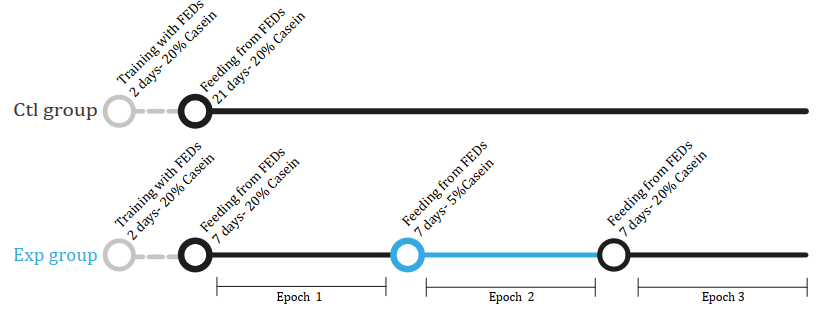 Training with FEDs
2 days- 20% Casein
Feeding from FEDs
21 days- 20% Casein
Ctl group
Training with FEDs
2 days- 20% Casein
Feeding from FEDs
7 days- 20% Casein
Feeding from FEDs
7 days- 5%Casein
Feeding from FEDs
7 days- 20% Casein
Exp group
Epoch 1
Epoch 2
Epoch 3